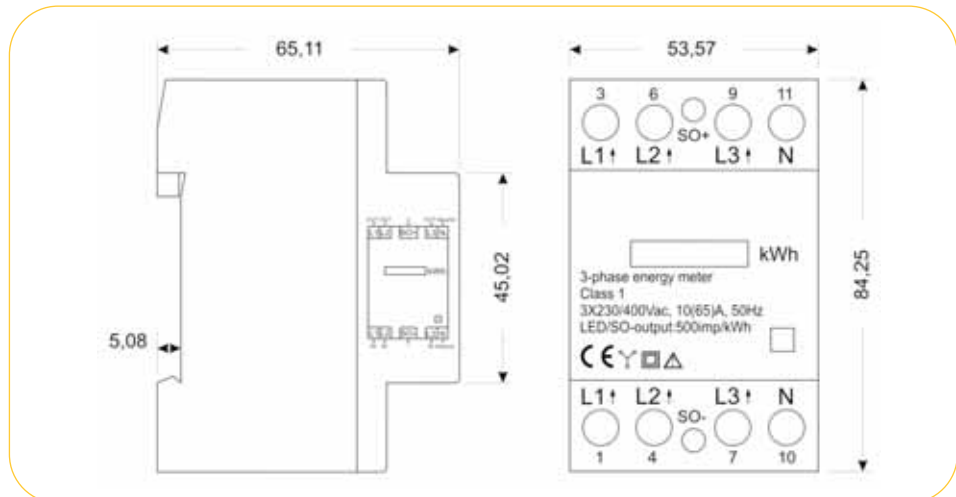 65,11
53,57
45,02
5,08
84,25
3 6 9 11
SO+
L1 L2 L3 N
kWh
3-phase energy meter
Class 1
3X230/400Vac, 10(65)A, 50Hz
LED/SO-output:500imp/kWh
CE
L1 L2 L3 N
SO-
1 4 7 10